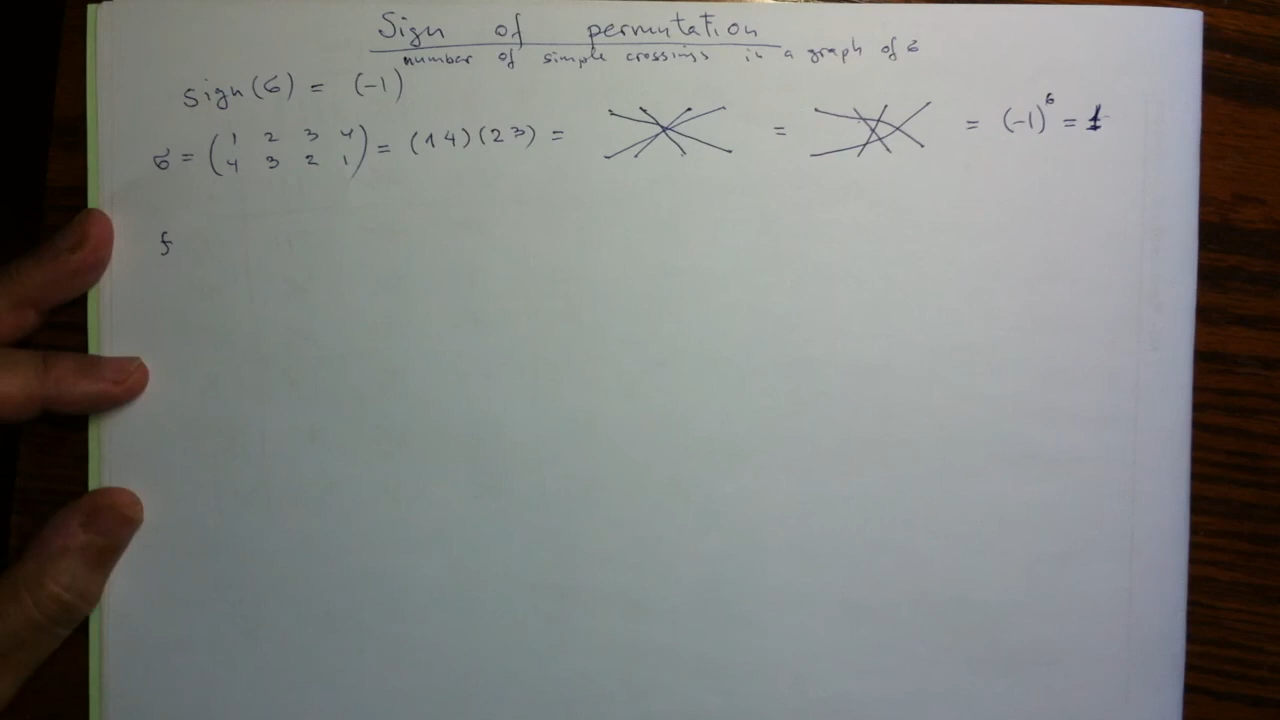 Sign of permutation
number of simple crossings in a graph of σ
sign(σ) = (-1)
σ = (1 2 3 4 / 4 3 2 1) = (1 4)(2 3) = = = (-1)^6 = 1
f